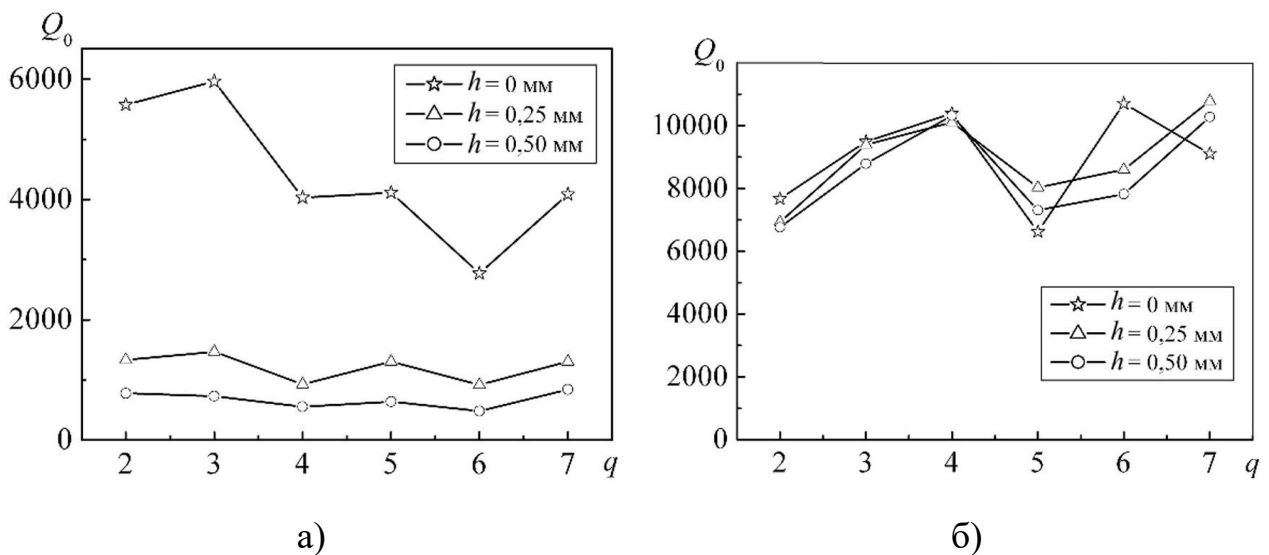 Q₀
6000
4000
2000
0
2 3 4 5 6 7 q
h = 0 мм
h = 0,25 мм
h = 0,50 мм
а)
Q₀
10000
8000
6000
4000
2000
0
2 3 4 5 6 7 q
h = 0 мм
h = 0,25 мм
h = 0,50 мм
б)